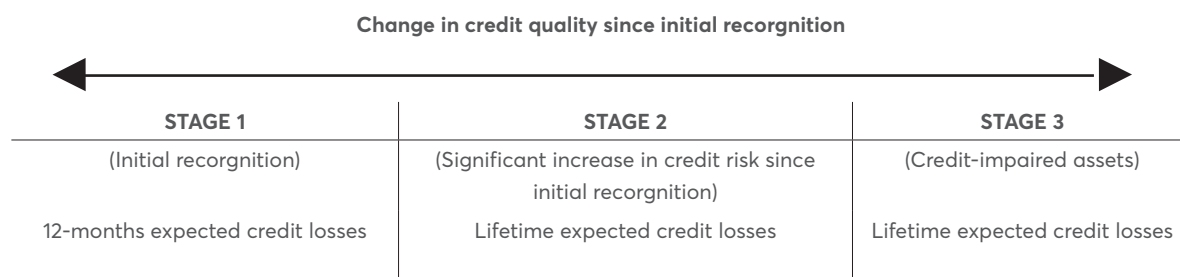 Change in credit quality since initial recorgnition
STAGE 1
STAGE 2
STAGE 3
(Initial recorgnition)
(Significant increase in credit risk since
initial recorgnition)
(Credit-impaired assets)
12-months expected credit losses
Lifetime expected credit losses
Lifetime expected credit losses